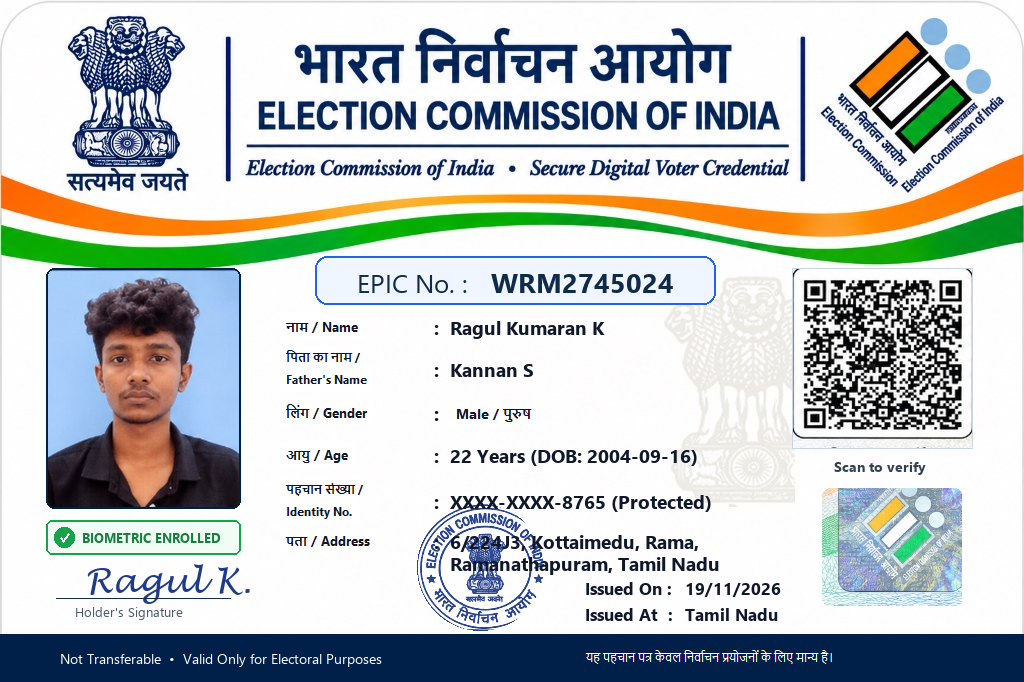 सत्यमेव जयते
भारत निर्वाचन आयोग
ELECTION COMMISSION OF INDIA
Election Commission of India • Secure Digital Voter Credential
भारत निर्वाचन आयोग
Election Commission
Election Commission of India
EPIC No. : WRM2745024
नाम / Name : Ragul Kumaran K
पिता का नाम /
Father's Name : Kannan S
लिंग / Gender : Male / पुरुष
आयु / Age : 22 Years (DOB: 2004-09-16)
पहचान संख्या /
Identity No. : XXXX-XXXX-8765 (Protected)
पता / Address : 6/224J3, Kottaimedu, Rama,
Ramanathapuram, Tamil Nadu
Issued On : 19/11/2026
Issued At : Tamil Nadu
ELECTION COMMISSION OF INDIA
भारत निर्वाचन आयोग
Scan to verify
BIOMETRIC ENROLLED
Ragul K.
Holder's Signature
Not Transferable • Valid Only for Electoral Purposes
यह पहचान पत्र केवल निर्वाचन प्रयोजनों के लिए मान्य है।